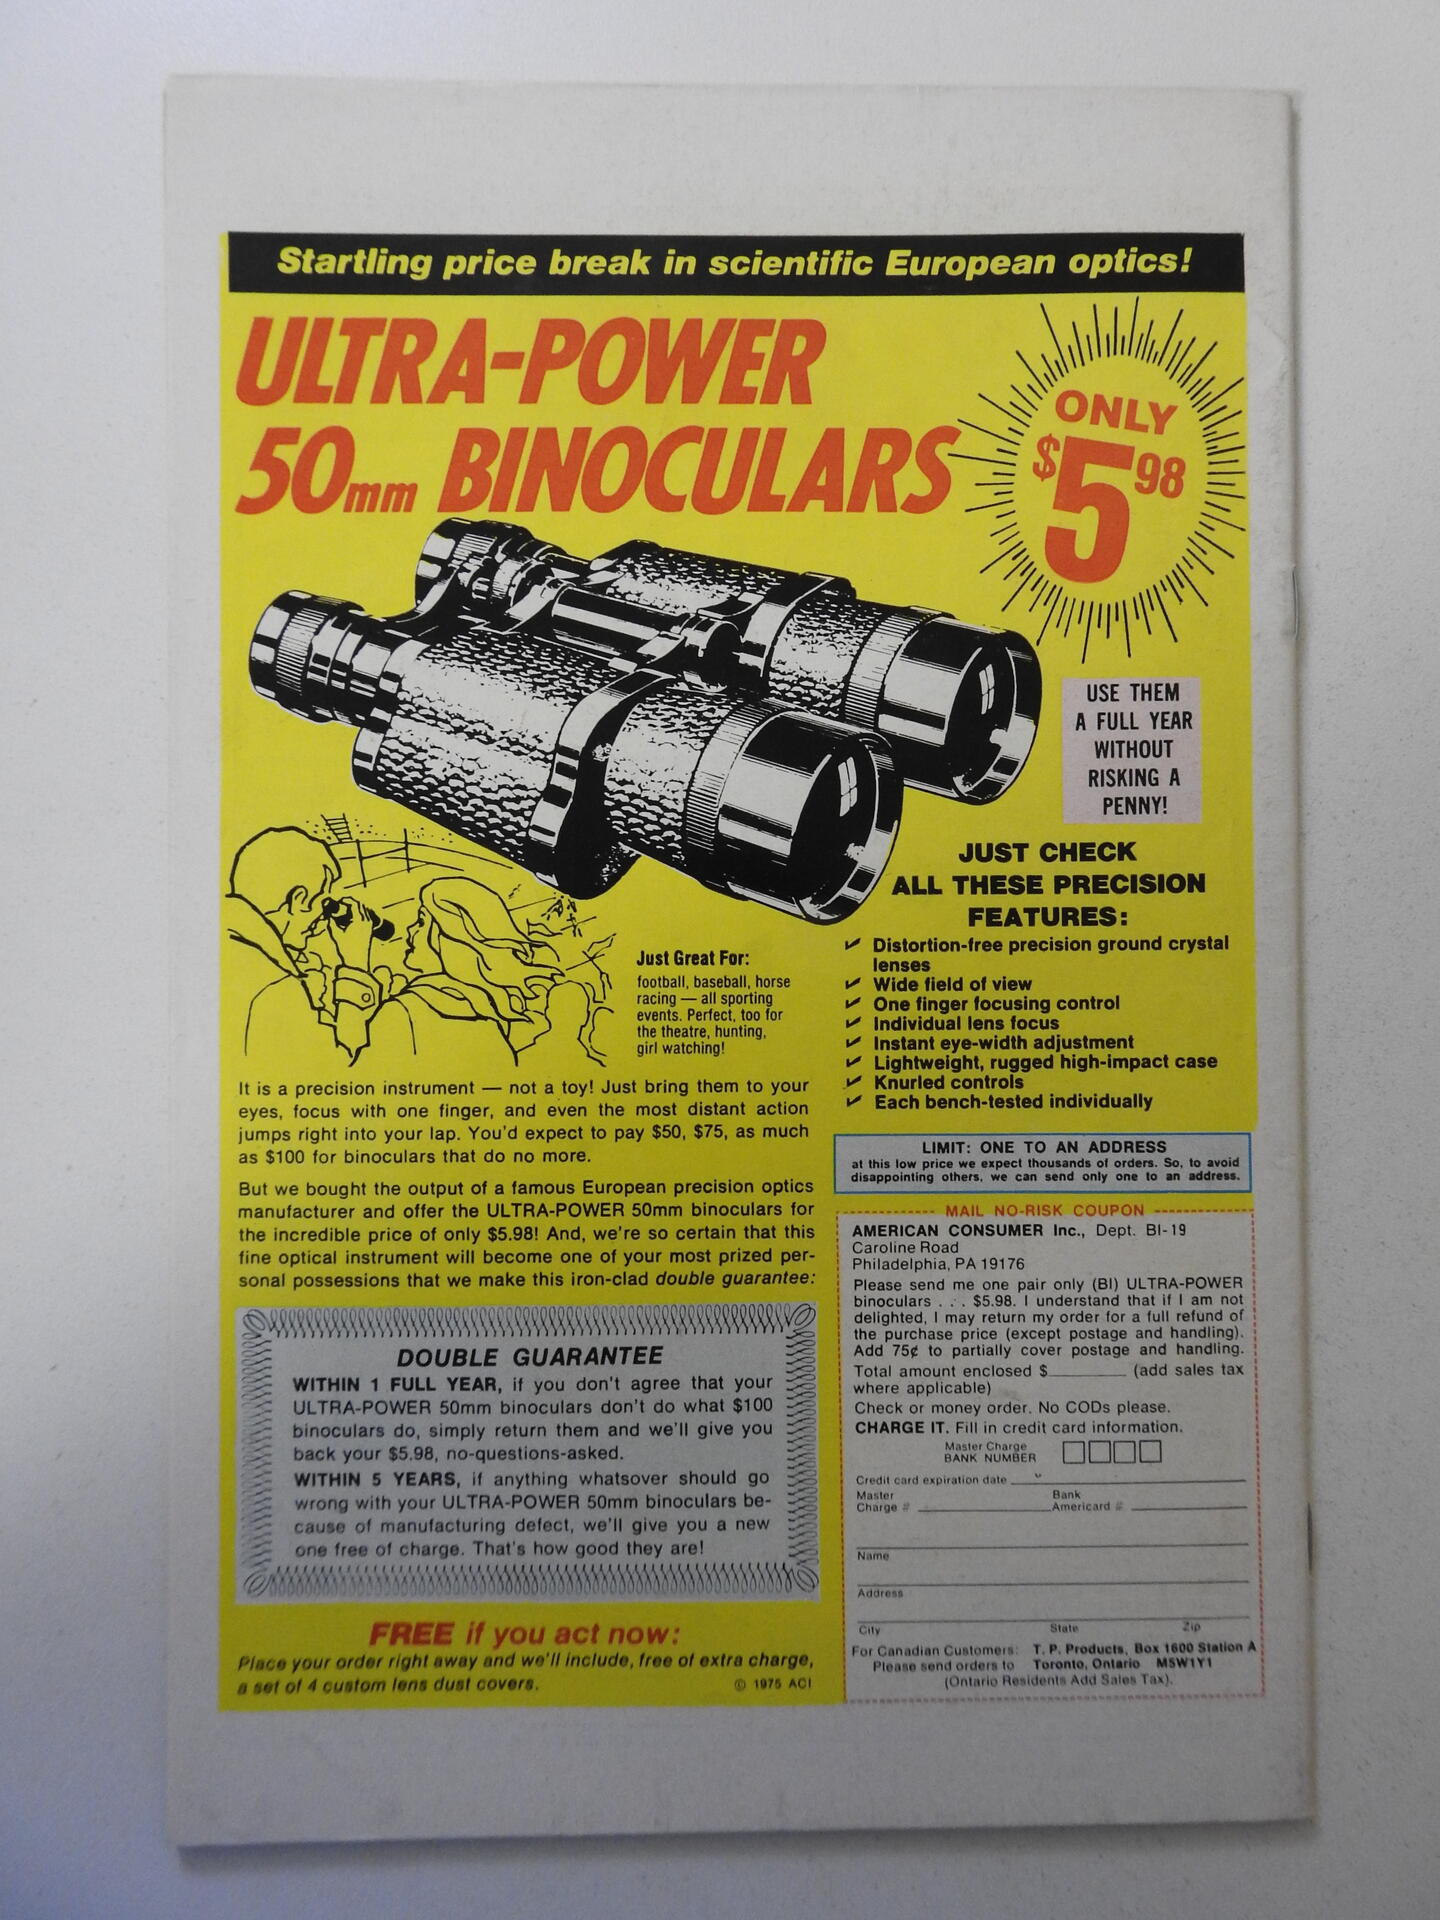 Startling price break in scientific European optics!
ULTRA-POWER
50mm BINOCULARS
ONLY
$5 98
USE THEM
A FULL YEAR
WITHOUT
RISKING A
PENNY!
JUST CHECK
ALL THESE PRECISION
FEATURES:
Distortion-free precision ground crystal
lenses
Wide field of view
One finger focusing control
Individual lens focus
Instant eye-width adjustment
Lightweight, rugged high-impact case
Knurled controls
Each bench-tested individually
Just Great For:
football, baseball, horse
racing — all sporting
events. Perfect, too for
the theatre, hunting,
girl watching!
It is a precision instrument — not a toy! Just bring them to your
eyes, focus with one finger, and even the most distant action
jumps right into your lap. You'd expect to pay $50, $75, as much
as $100 for binoculars that do no more.
But we bought the output of a famous European precision optics
manufacturer and offer the ULTRA-POWER 50mm binoculars for
the incredible price of only $5.98! And, we're so certain that this
fine optical instrument will become one of your most prized per-
sonal possessions that we make this iron-clad double guarantee:
DOUBLE GUARANTEE
WITHIN 1 FULL YEAR, if you don't agree that your
ULTRA-POWER 50mm binoculars don't do what $100
binoculars do, simply return them and we'll give you
back your $5.98, no-questions-asked.
WITHIN 5 YEARS, if anything whatsover should go
wrong with your ULTRA-POWER 50mm binoculars be-
cause of manufacturing defect, we'll give you a new
one free of charge. That's how good they are!
FREE if you act now:
Place your order right away and we'll include, free of extra charge,
a set of 4 custom lens dust covers.
© 1975 ACI
LIMIT: ONE TO AN ADDRESS
at this low price we expect thousands of orders. So, to avoid
disappointing others, we can send only one to an address.
MAIL NO-RISK COUPON
AMERICAN CONSUMER Inc., Dept. BI-19
Caroline Road
Philadelphia, PA 19176
Please send me one pair only (BI) ULTRA-POWER
binoculars . . . $5.98. I understand that if I am not
delighted, I may return my order for a full refund of
the purchase price (except postage and handling).
Add 75¢ to partially cover postage and handling.
Total amount enclosed $ (add sales tax
where applicable)
Check or money order. No CODs please.
CHARGE IT. Fill in credit card information.
Master Charge
BANK NUMBER
Credit card expiration date
Master Bank
Charge # Americard #
Name
Address
City State Zip
For Canadian Customers: T. P. Products, Box 1600 Station A
Please send orders to Toronto, Ontario M5W1Y1
(Ontario Residents Add Sales Tax).